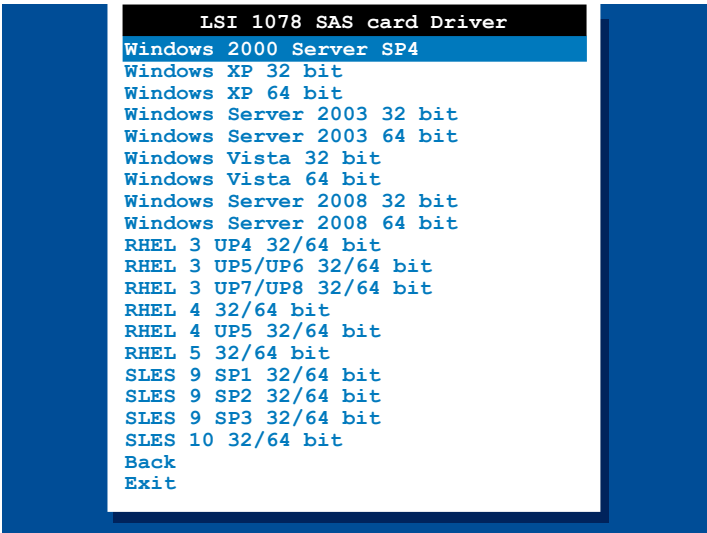 LSI 1078 SAS card Driver
Windows 2000 Server SP4
Windows XP 32 bit
Windows XP 64 bit
Windows Server 2003 32 bit
Windows Server 2003 64 bit
Windows Vista 32 bit
Windows Vista 64 bit
Windows Server 2008 32 bit
Windows Server 2008 64 bit
RHEL 3 UP4 32/64 bit
RHEL 3 UP5/UP6 32/64 bit
RHEL 3 UP7/UP8 32/64 bit
RHEL 4 32/64 bit
RHEL 4 UP5 32/64 bit
RHEL 5 32/64 bit
SLES 9 SP1 32/64 bit
SLES 9 SP2 32/64 bit
SLES 9 SP3 32/64 bit
SLES 10 32/64 bit
Back
Exit